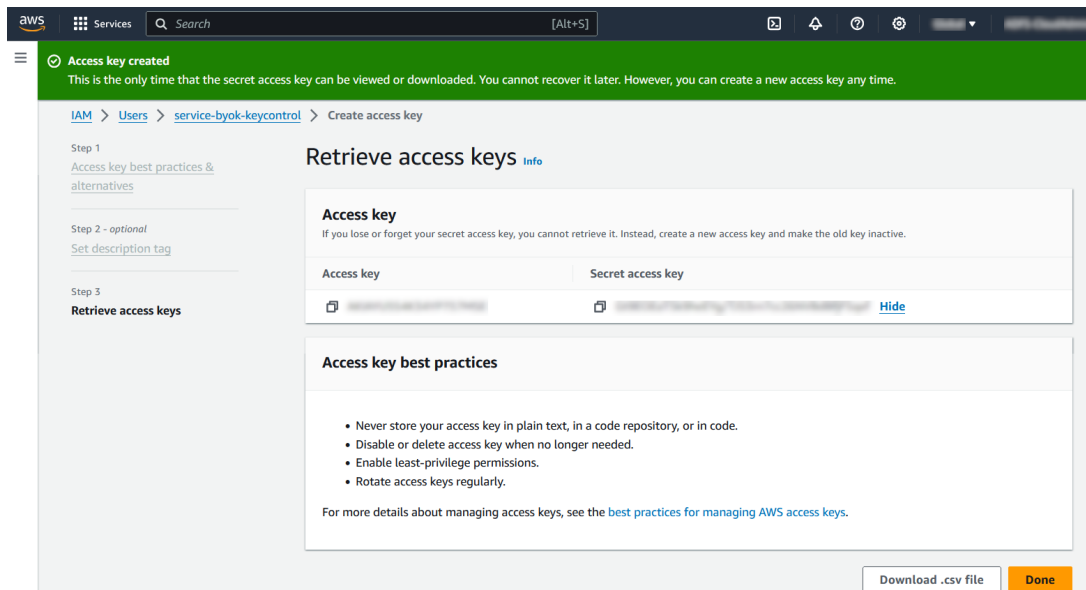 aws
Services
Search
[Alt+S]
Access key created
This is the only time that the secret access key can be viewed or downloaded. You cannot recover it later. However, you can create a new access key any time.
IAM > Users > service-byok-keycontrol > Create access key
Step 1
Access key best practices &
alternatives
Step 2 - optional
Set description tag
Step 3
Retrieve access keys
Retrieve access keys Info
Access key
If you lose or forget your secret access key, you cannot retrieve it. Instead, create a new access key and make the old key inactive.
Access key
Secret access key
Hide
Access key best practices
• Never store your access key in plain text, in a code repository, or in code.
• Disable or delete access key when no longer needed.
• Enable least-privilege permissions.
• Rotate access keys regularly.
For more details about managing access keys, see the best practices for managing AWS access keys.
Download .csv file
Done